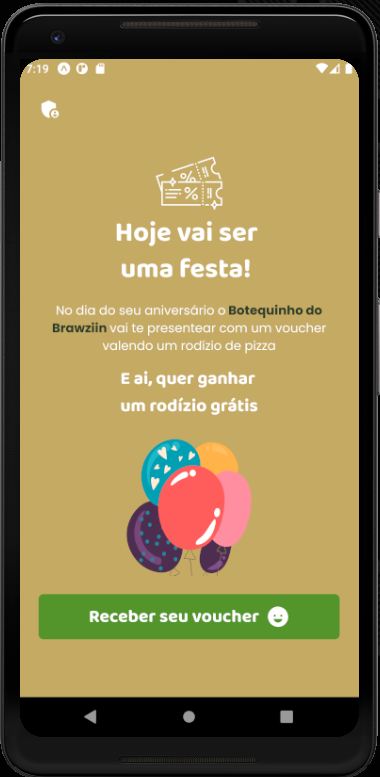 7:19
Hoje vai ser
uma festa!
No dia do seu aniversário o Botequinho do
Brawziin vai te presentear com um voucher
valendo um rodizio de pizza
E ai, quer ganhar
um rodízio grátis
Receber seu voucher